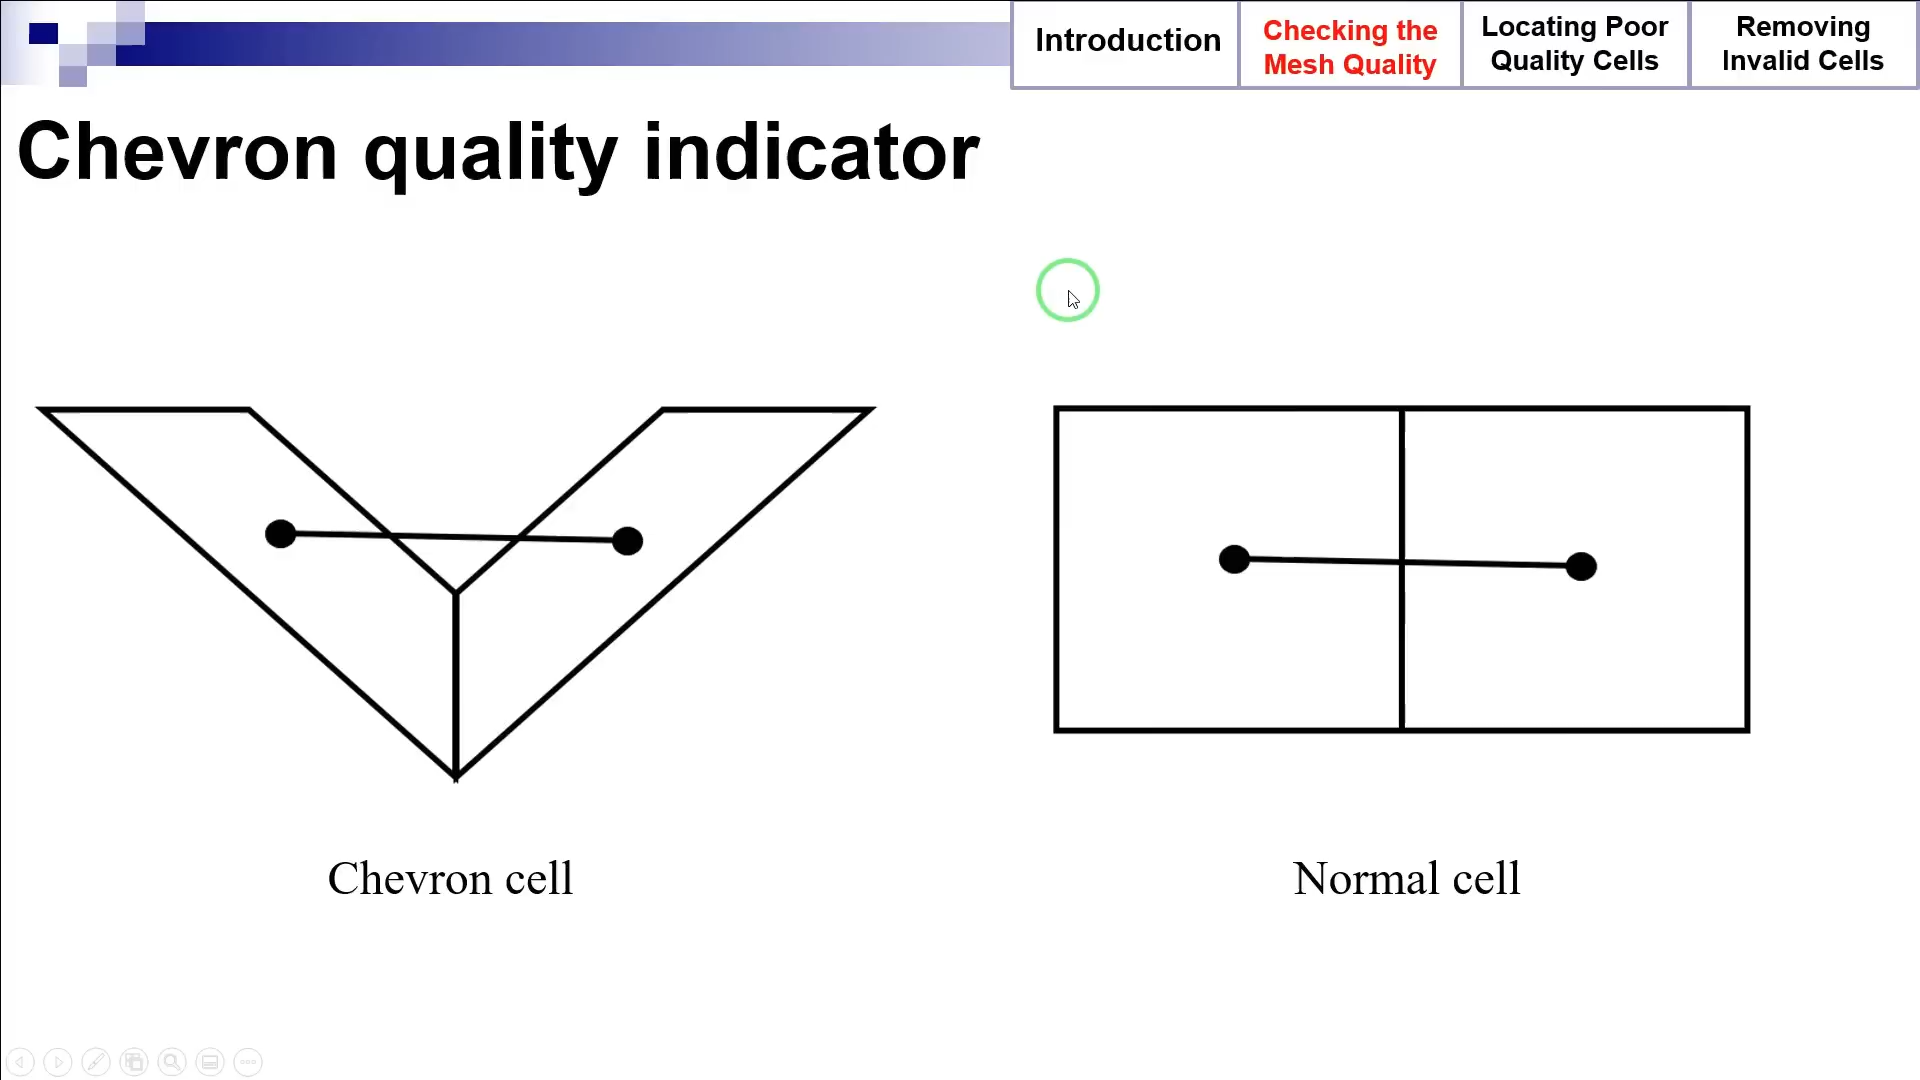 Introduction
Checking the
Mesh Quality
Locating Poor
Quality Cells
Removing
Invalid Cells
Chevron quality indicator
Chevron cell
Normal cell